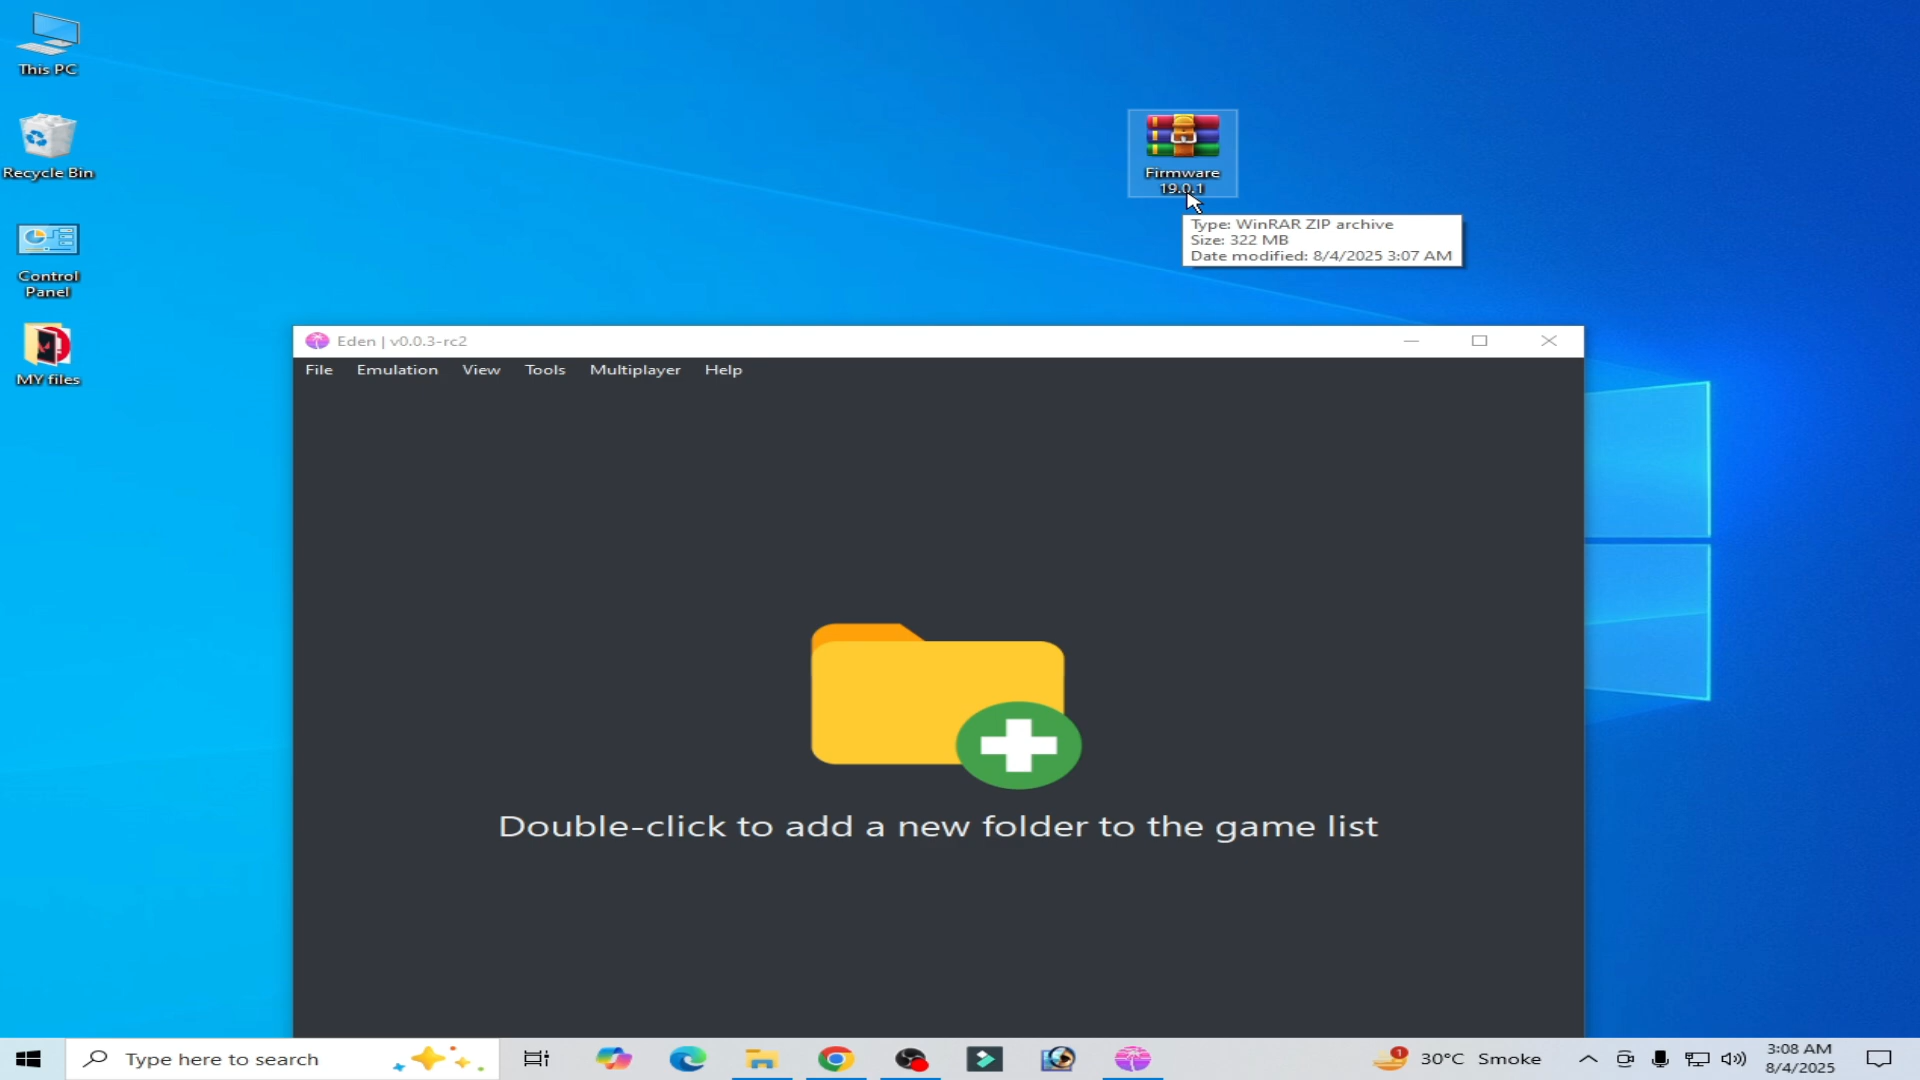 This PC
Recycle Bin
Control
Panel
MY files
Firmware
19.0.1
Type: WinRAR ZIP archive
Size: 322 MB
Date modified: 8/4/2025 3:07 AM
Eden | v0.0.3-rc2
File Emulation View Tools Multiplayer Help
Double-click to add a new folder to the game list
Type here to search
1
30°C Smoke
3:08 AM
8/4/2025